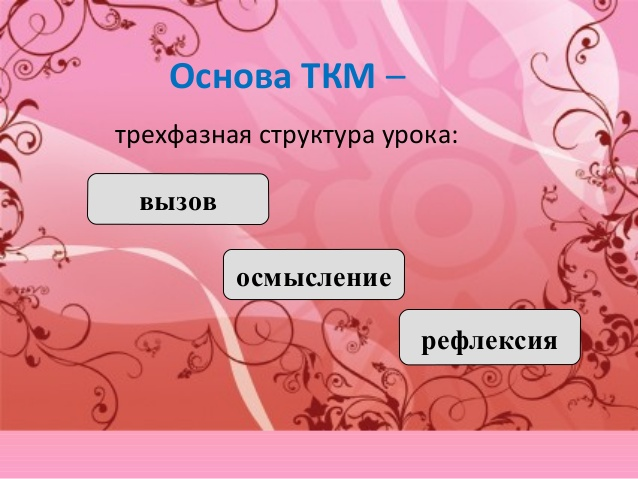 Основа ТКМ –
трехфазная структура урока:
вызов
осмысление
рефлексия